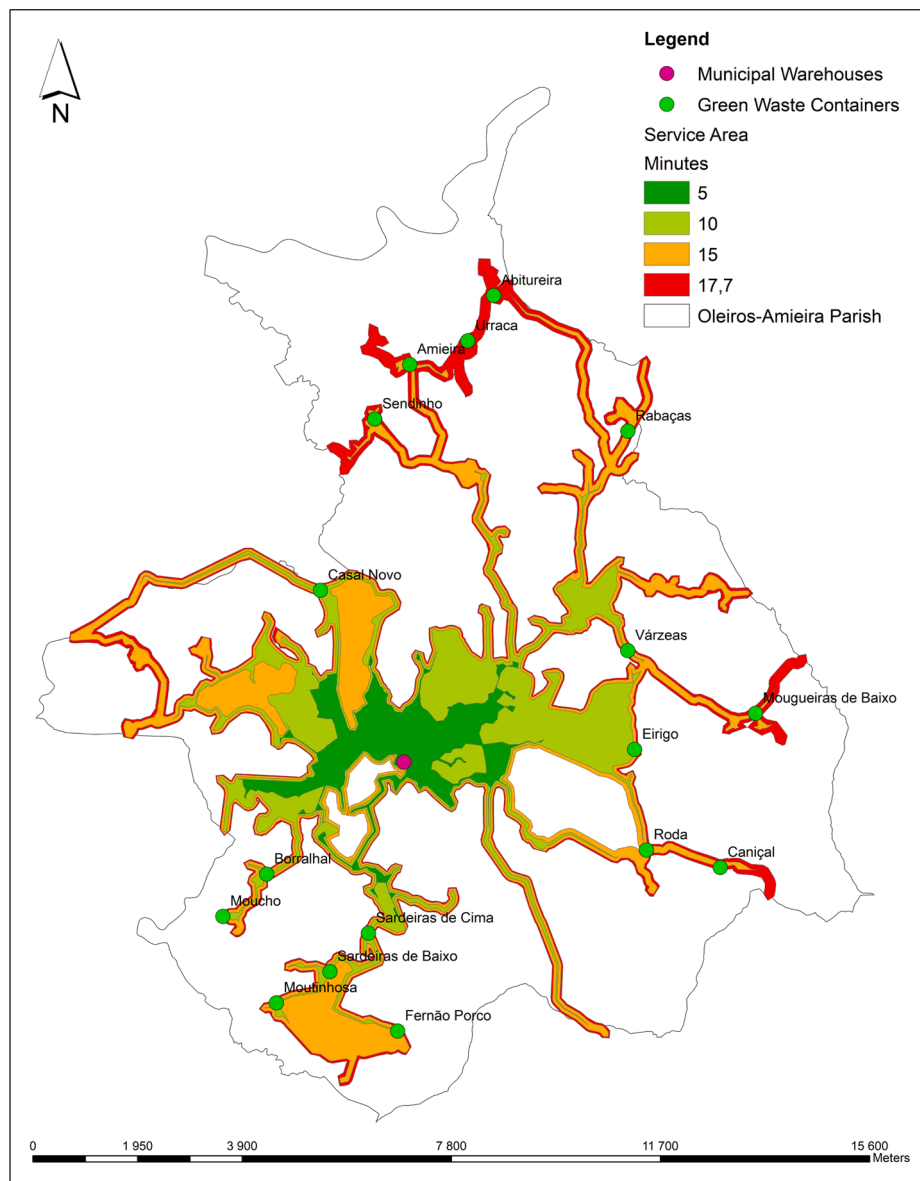 N
Legend
Municipal Warehouses
Green Waste Containers
Service Area
Minutes
5
10
15
17,7
Oleiros-Amieira Parish
Abitureira
Urraca
Amieira
Sendinho
Rabaças
Casal Novo
Várzeas
Mougueiras de Baixo
Eirigo
Roda
Caniçal
Borralhal
Moucho
Sardeiras de Cima
Sardeiras de Baixo
Moutinhosa
Fernão Porco
0 1 950 3 900 7 800 11 700 15 600
Meters